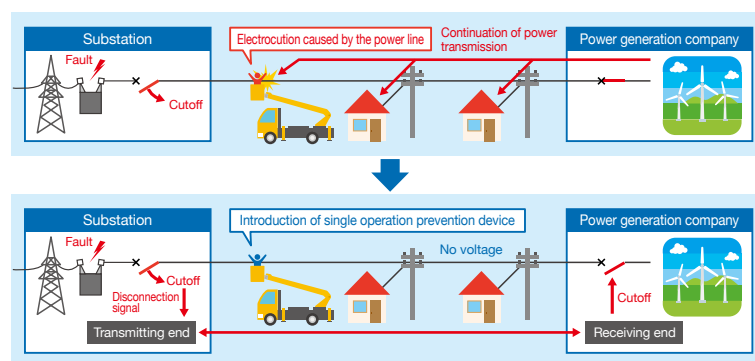 Substation
Power generation company
Electrocution caused by the power line
Continuation of power
transmission
Fault
Cutoff
Substation
Power generation company
Introduction of single operation prevention device
Fault
No voltage
Cutoff
Disconnection
signal
Cutoff
Transmitting end
Receiving end